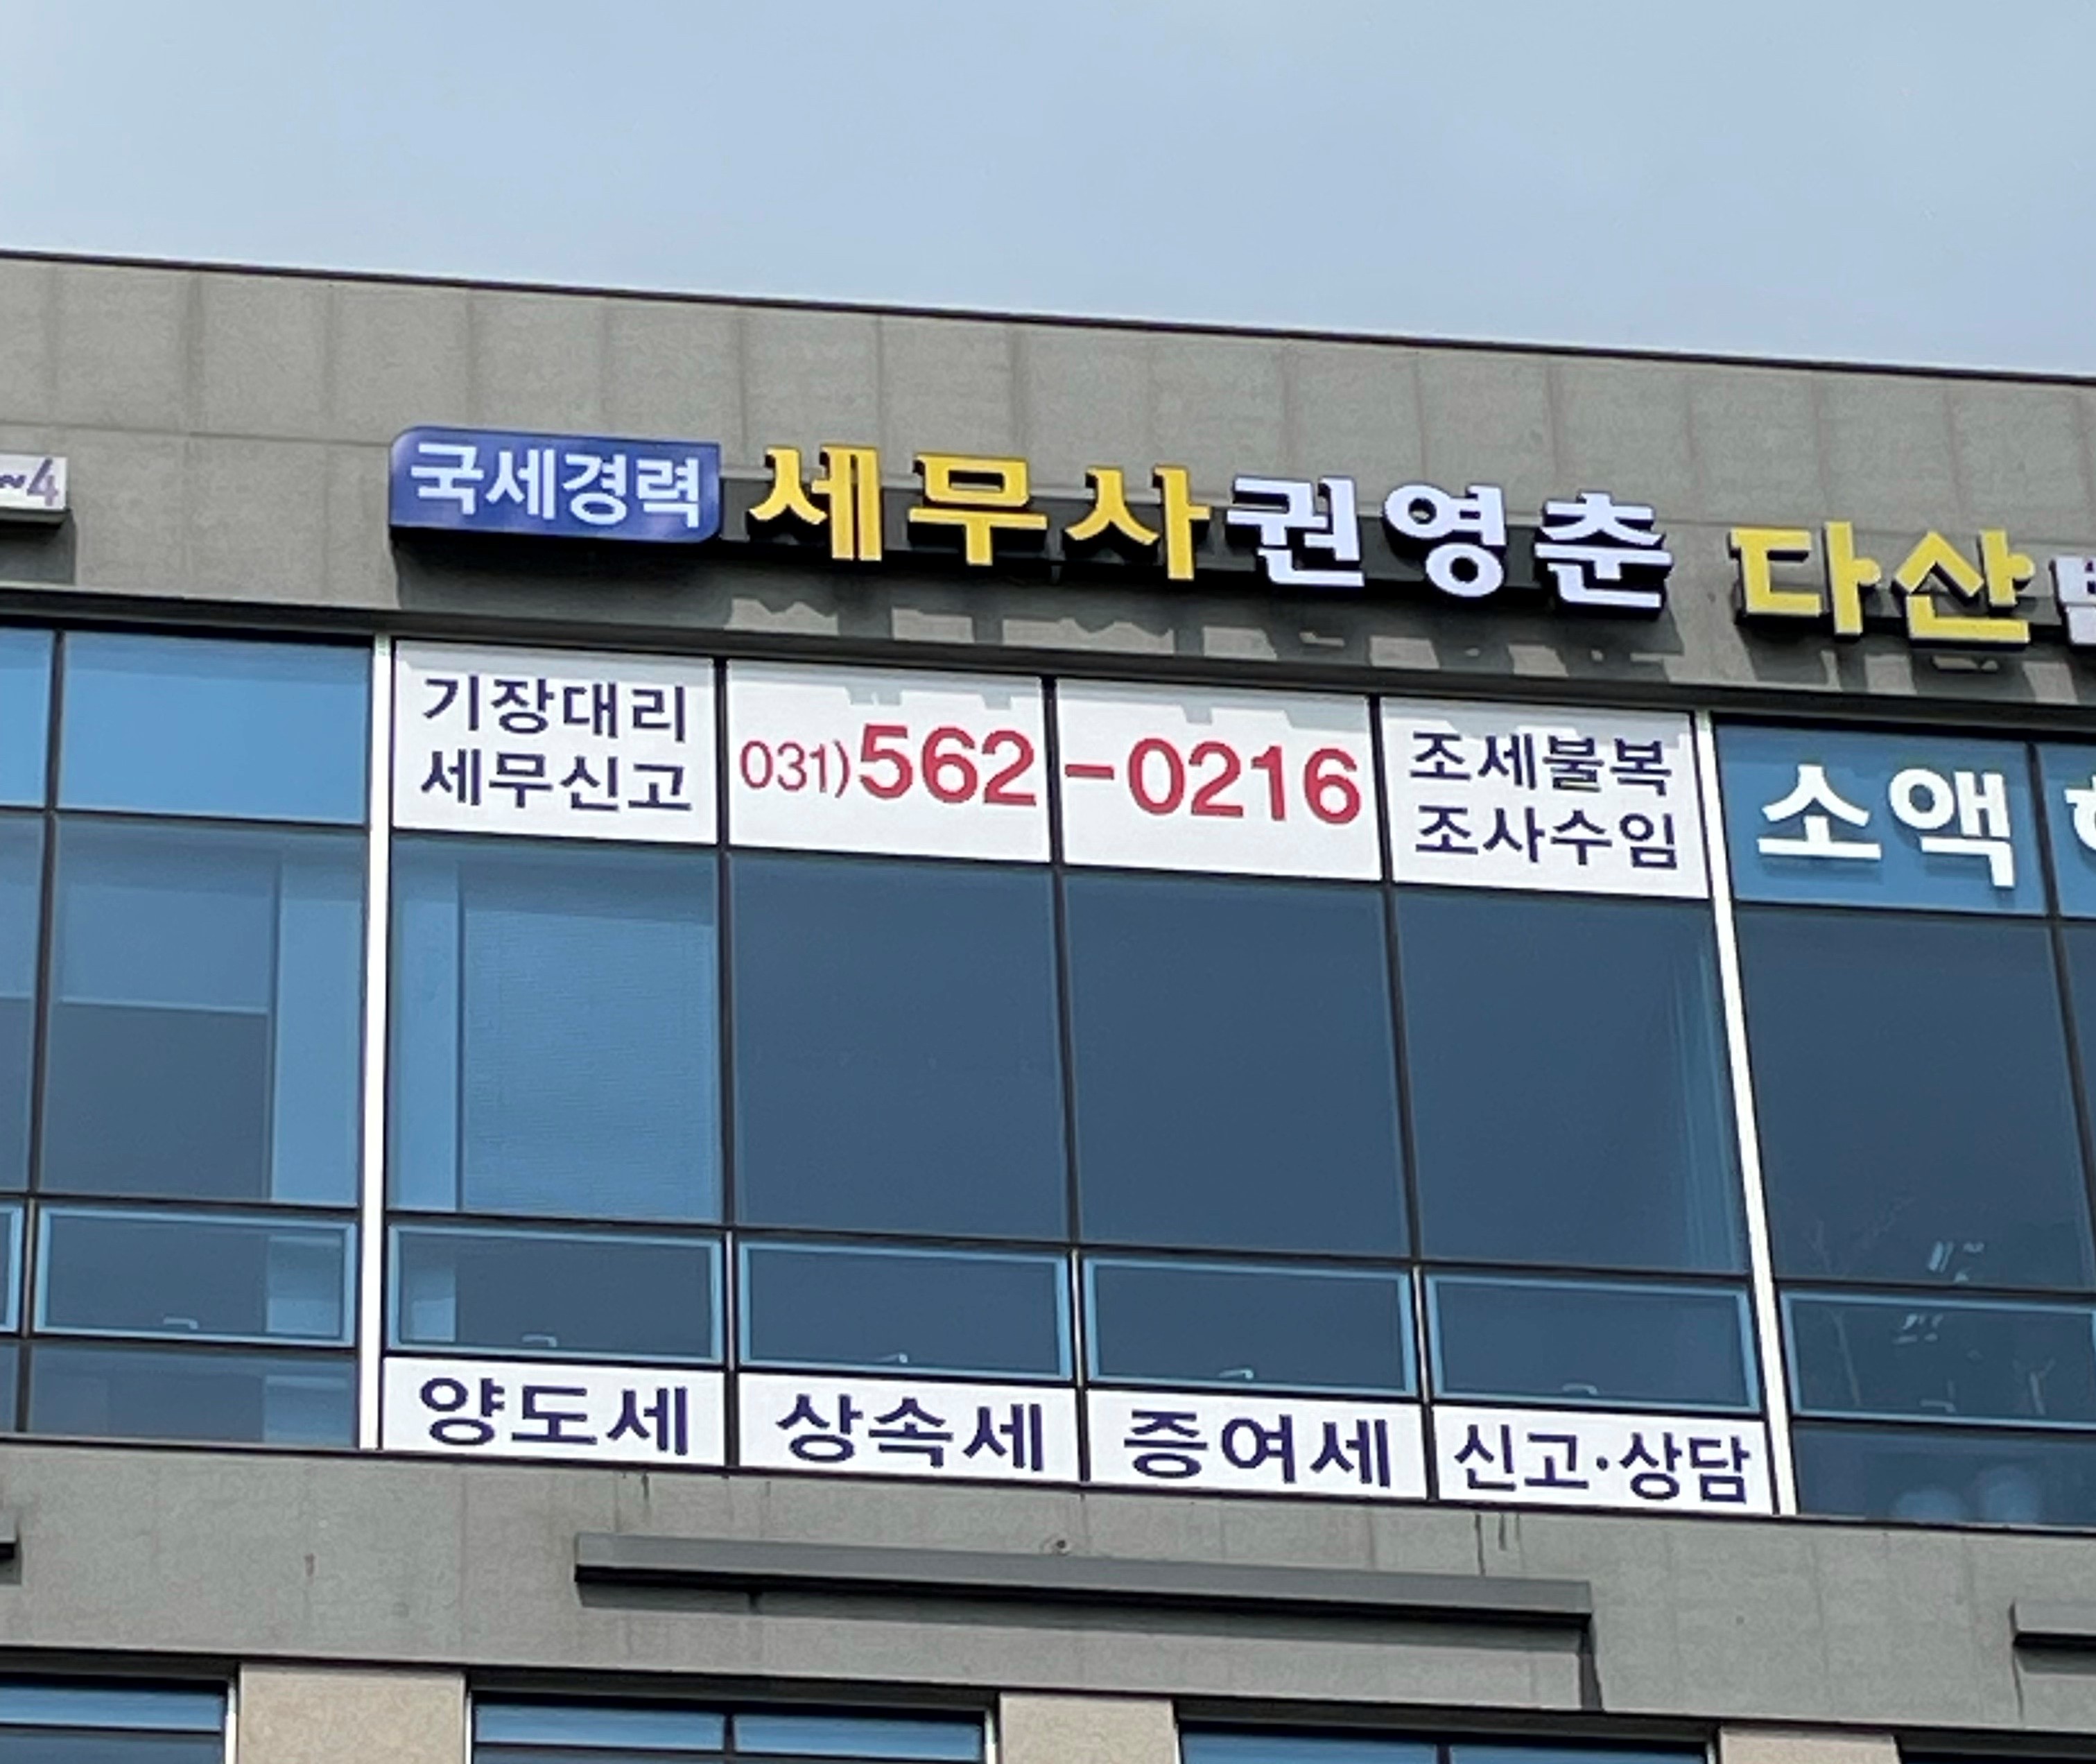 ~4
국세경력 세무사권영춘 다산
기장대리
세무신고
031)562-0216
조세불복
조사수임
소액
양도세 상속세 증여세 신고·상담